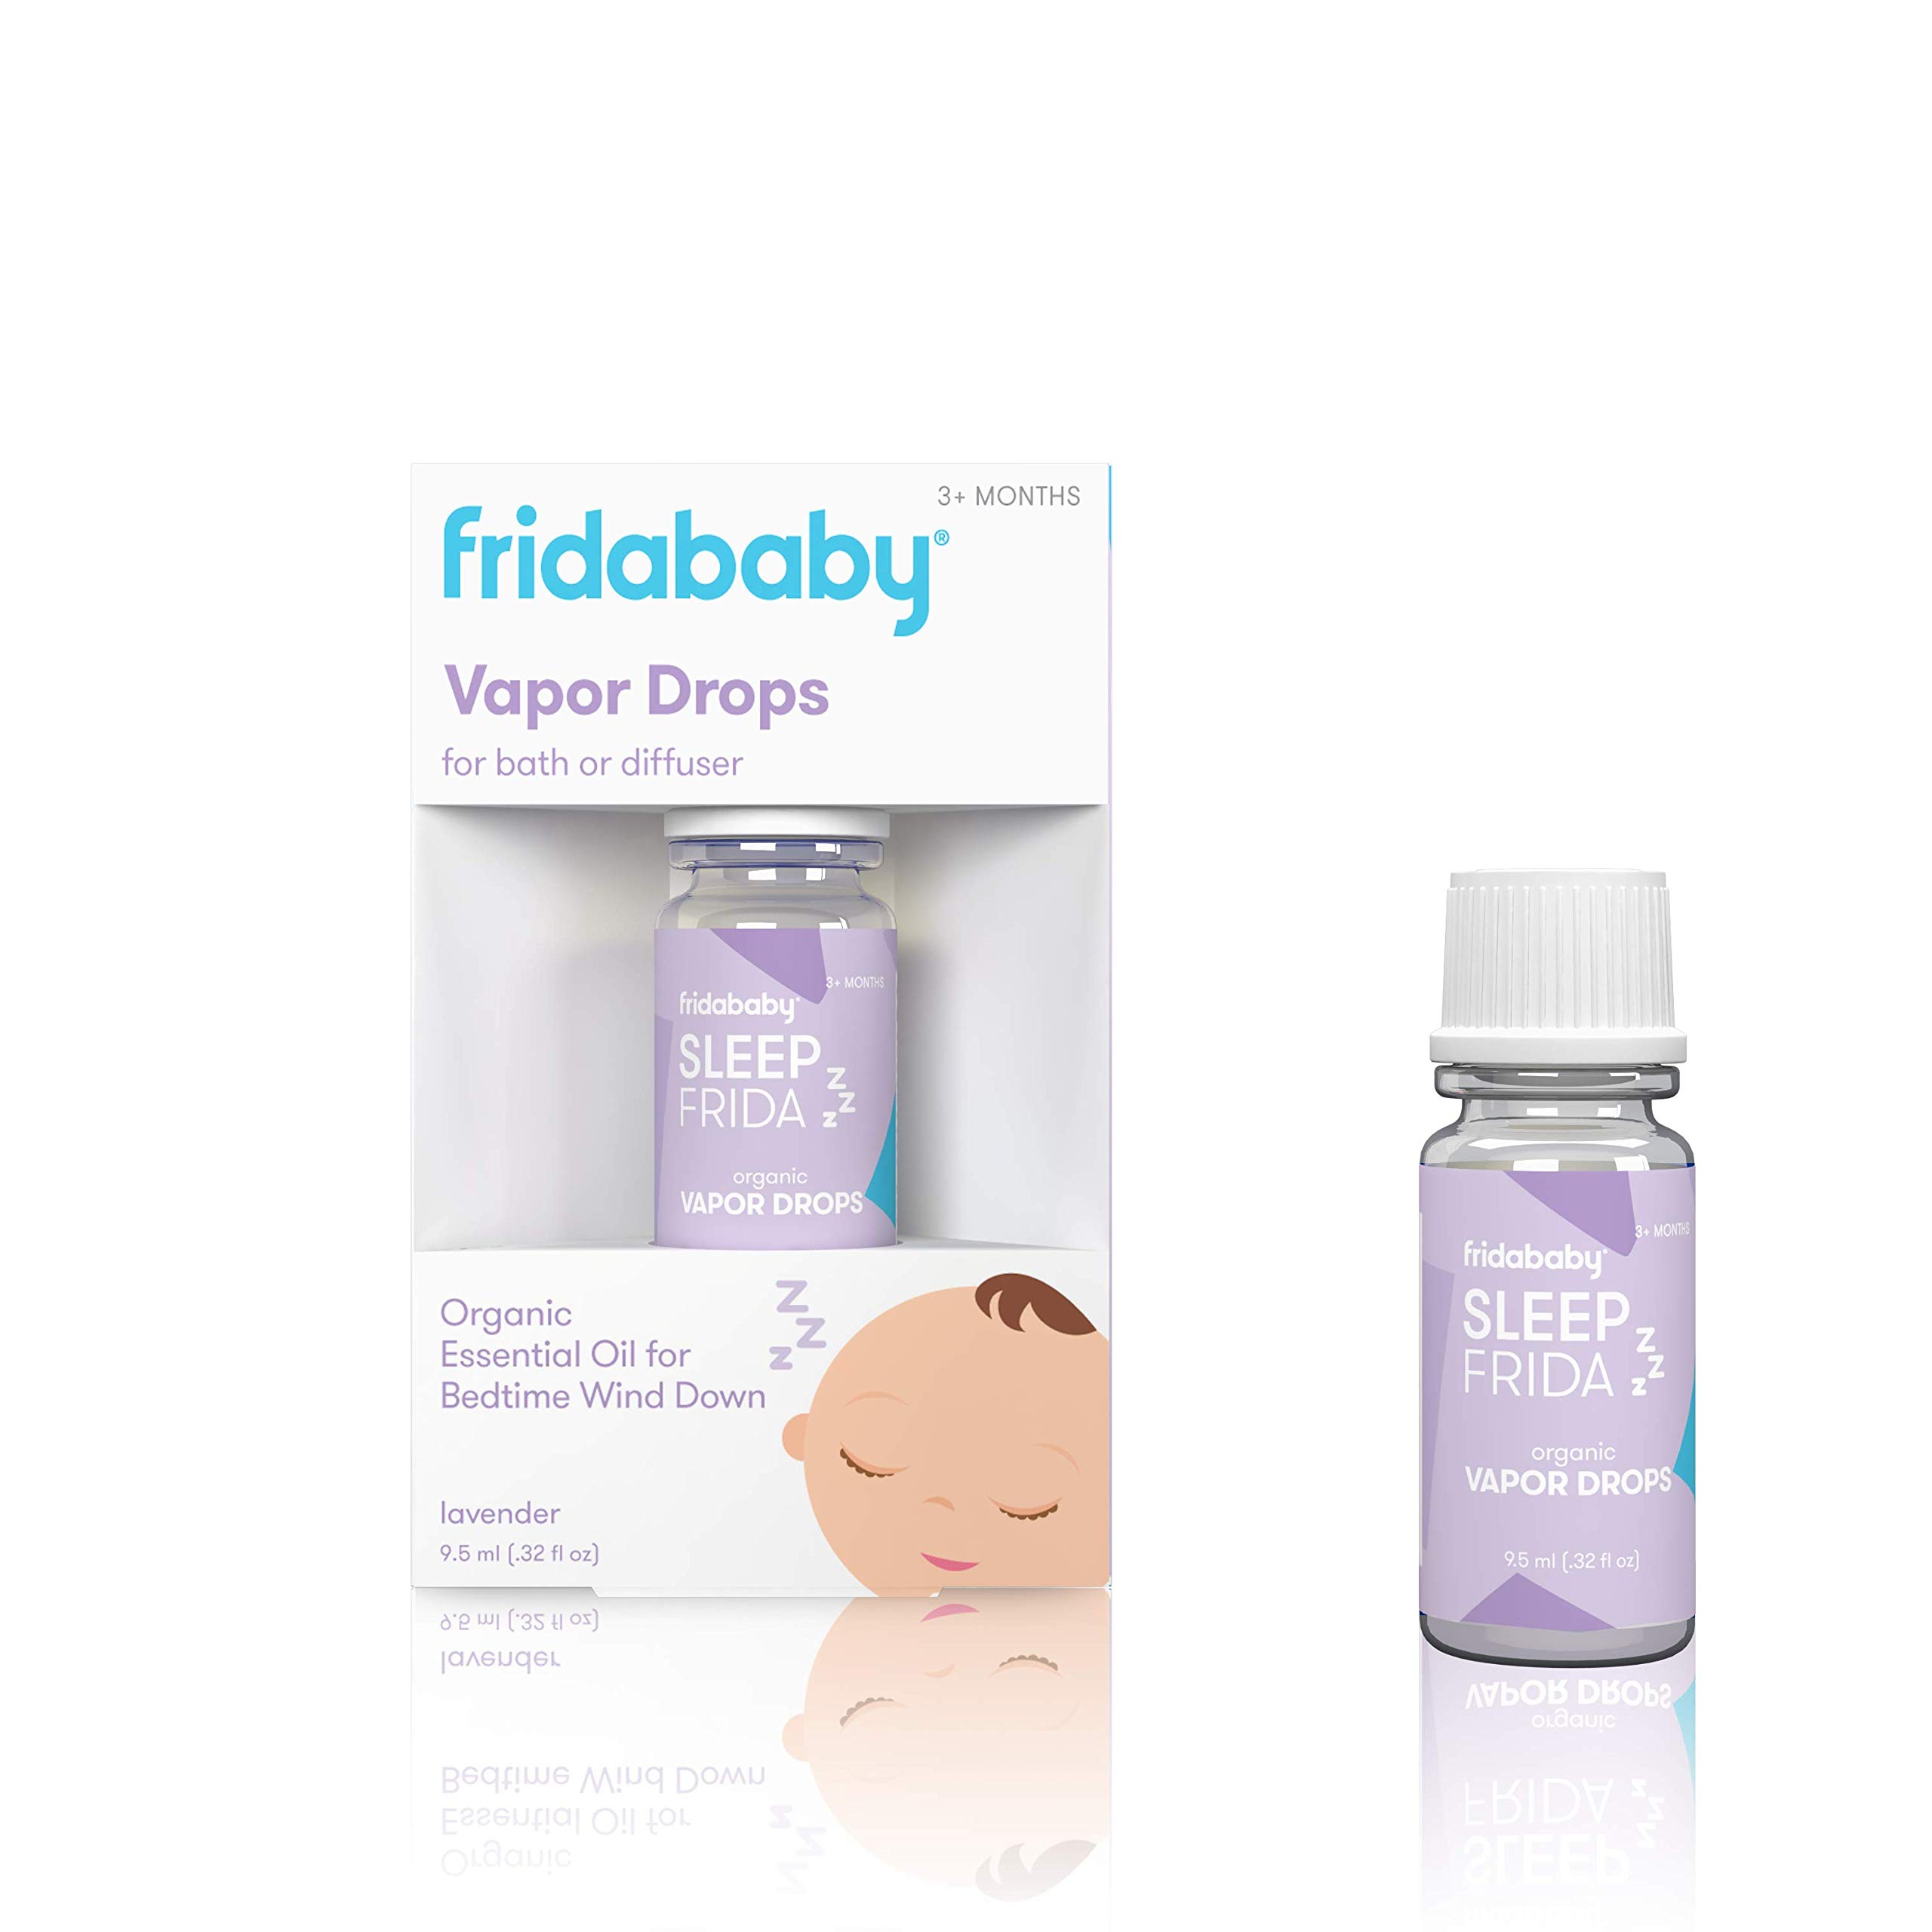 3+ MONTHS
fridababy®
Vapor Drops
for bath or diffuser
3+ MONTHS
fridababy
SLEEP
FRIDA
z
z
z
organic
VAPOR DROPS
Organic
Essential Oil for
Bedtime Wind Down
z
z
z
lavender
9.5 ml (.32 fl oz)
3+ MONTHS
fridababy
SLEEP
FRIDA
z
z
z
organic
VAPOR DROPS
9.5 ml (.32 fl oz)